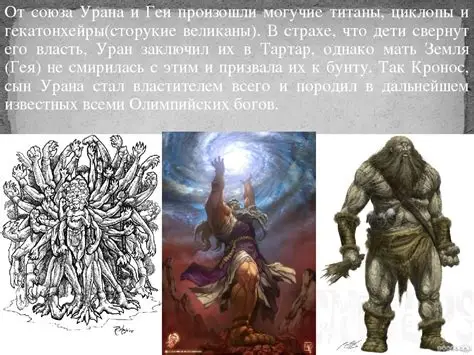 От союза Урана и Геи произошли могучие титаны, циклопы и
гекатонхейры(сторукие великаны). В страхе, что дети свернут
его власть, Уран заключил их в Тартар, однако мать Земля
(Гея) не смирилась с этим и призвала их к бунту. Так Кронос,
сын Урана стал властителем всего и породил в дальнейшем
известных всеми Олимпийских богов.